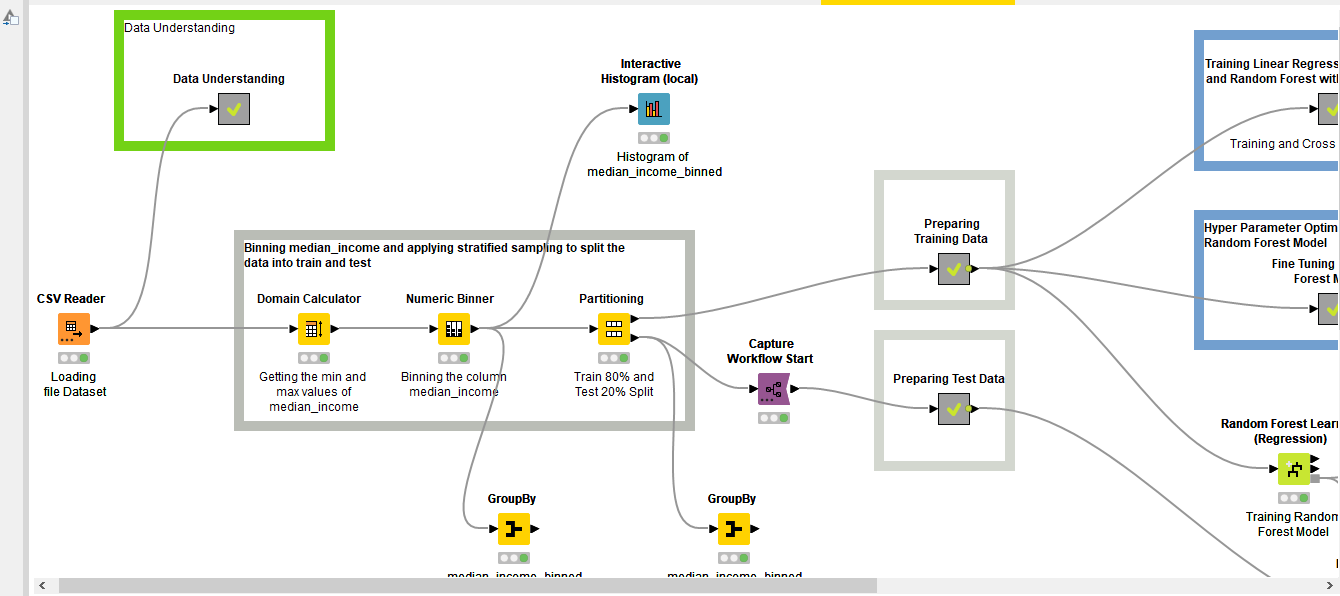 Data Understanding
Data Understanding
Interactive
Histogram (local)
Histogram of
median_income_binned
Training Linear Regress
and Random Forest with
Training and Cross
Binning median_income and applying stratified sampling to split the
data into train and test
Preparing
Training Data
Hyper Parameter Optim
Random Forest Model
Fine Tuning
Forest M
CSV Reader
Loading
file Dataset
Domain Calculator
Getting the min and
max values of
median_income
Numeric Binner
Binning the column
median_income
Partitioning
Train 80% and
Test 20% Split
Capture
Workflow Start
Preparing Test Data
Random Forest Lear
(Regression)
Training Random
Forest Model
GroupBy
median_income_binned
GroupBy
median_income_binned